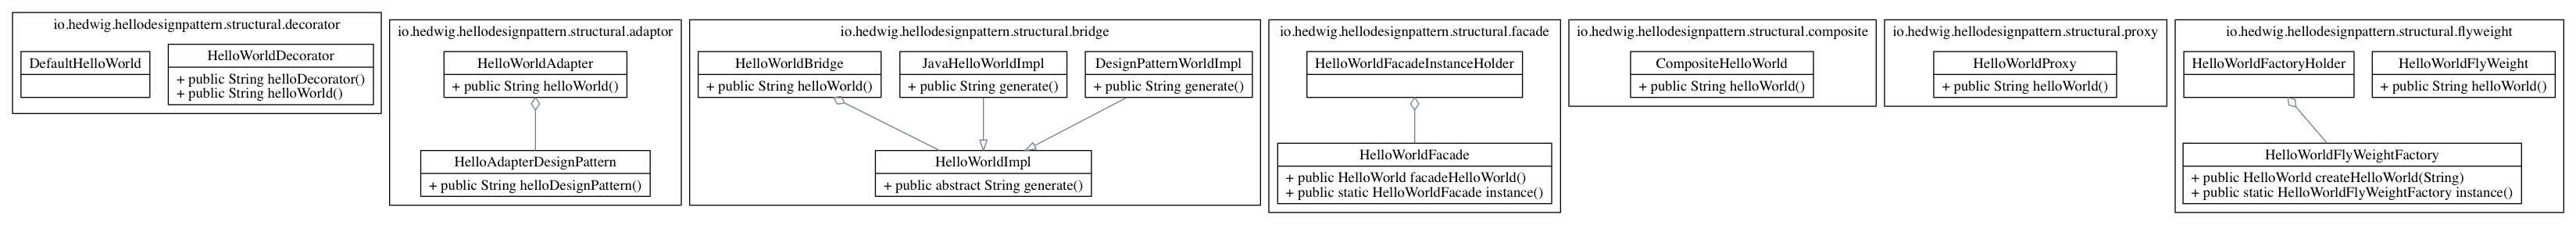 io.hedwig.hellodesignpattern.structural.decorator
DefaultHelloWorld
HelloWorldDecorator
+ public String helloDecorator()
+ public String helloWorld()
io.hedwig.hellodesignpattern.structural.adaptor
HelloWorldAdapter
+ public String helloWorld()
HelloAdapterDesignPattern
+ public String helloDesignPattern()
io.hedwig.hellodesignpattern.structural.bridge
HelloWorldBridge
+ public String helloWorld()
JavaHelloWorldImpl
+ public String generate()
DesignPatternWorldImpl
+ public String generate()
HelloWorldImpl
+ public abstract String generate()
io.hedwig.hellodesignpattern.structural.facade
HelloWorldFacadeInstanceHolder
HelloWorldFacade
+ public HelloWorld facadeHelloWorld()
+ public static HelloWorldFacade instance()
io.hedwig.hellodesignpattern.structural.composite
CompositeHelloWorld
+ public String helloWorld()
io.hedwig.hellodesignpattern.structural.proxy
HelloWorldProxy
+ public String helloWorld()
io.hedwig.hellodesignpattern.structural.flyweight
HelloWorldFactoryHolder
HelloWorldFlyWeight
+ public String helloWorld()
HelloWorldFlyWeightFactory
+ public HelloWorld createHelloWorld(String)
+ public static HelloWorldFlyWeightFactory instance()